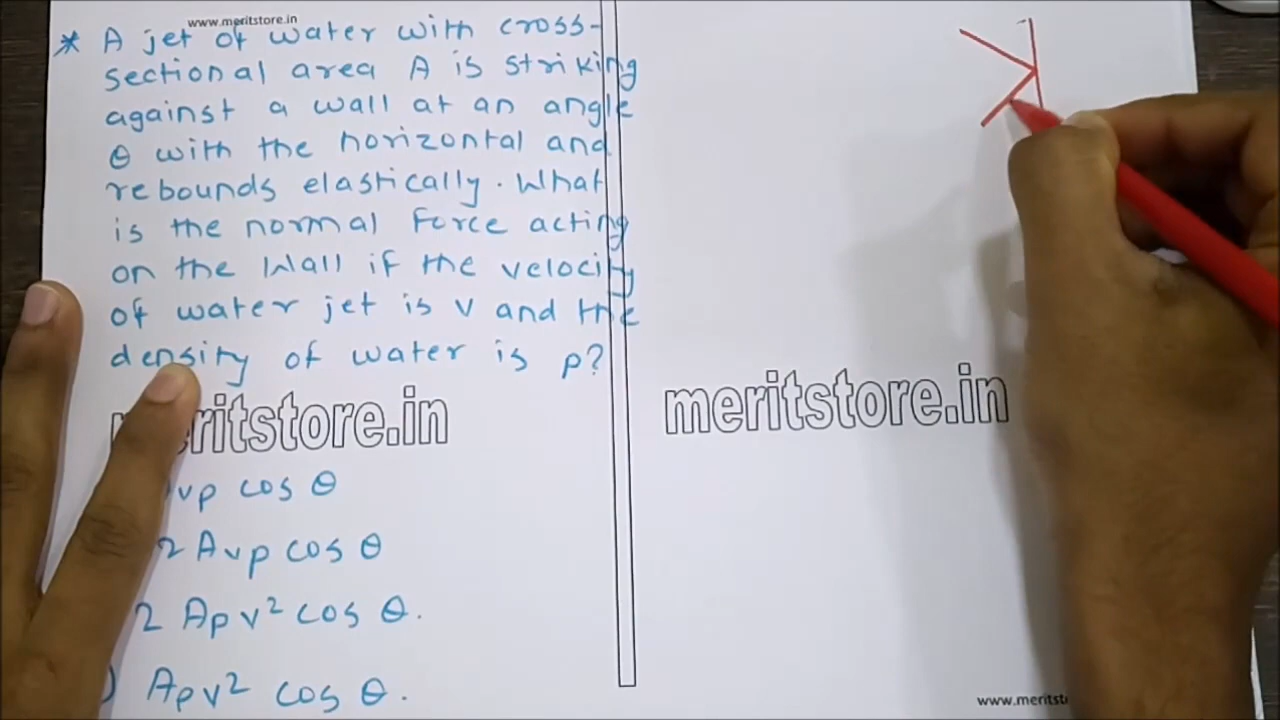 www.meritstore.in
* A jet of water with cross-
sectional area A is striking
against a wall at an angle
θ with the horizontal and
rebounds elastically. What
is the normal Force acting
on the Wall if the velocity
of water jet is v and the
density of water is ρ?
meritstore.in
meritstore.in
vρ cos θ
2 Avρ cos θ
2 Aρv² cos θ.
) Aρv² cos θ.